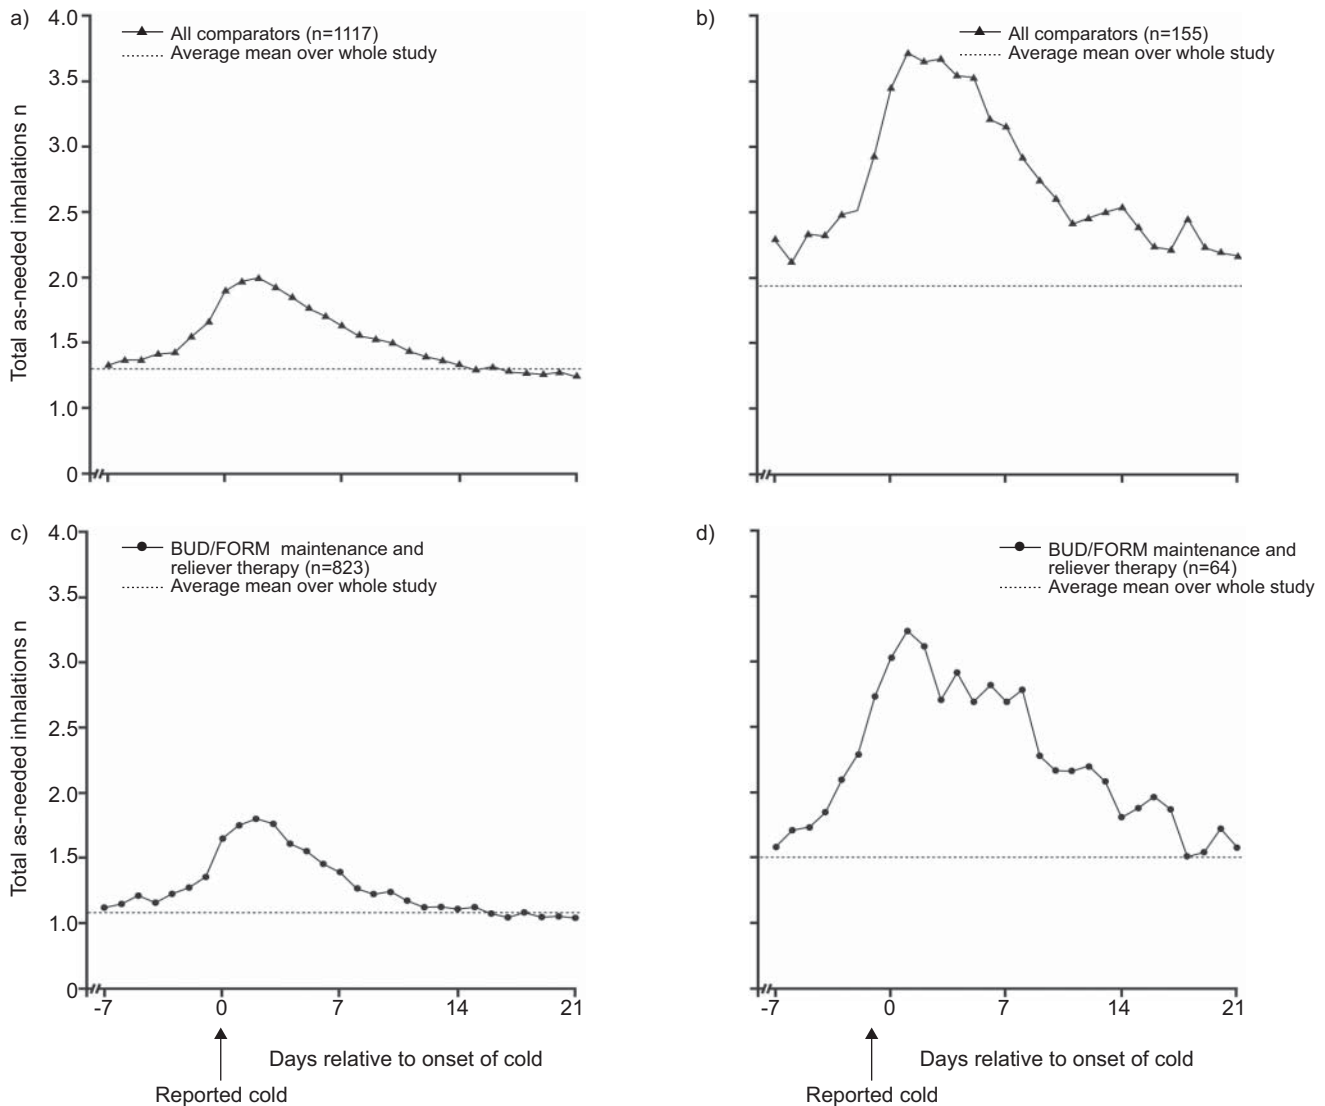 a)
4.0
3.5
3.0
2.5
2.0
1.5
1.0
0
Total as-needed inhalations n
All comparators (n=1117)
Average mean over whole study
b)
All comparators (n=155)
Average mean over whole study
c)
4.0
3.5
3.0
2.5
2.0
1.5
1.0
0
Total as-needed inhalations n
BUD/FORM maintenance and
reliever therapy (n=823)
Average mean over whole study
-7 0 7 14 21
Days relative to onset of cold
Reported cold
d)
BUD/FORM maintenance and
reliever therapy (n=64)
Average mean over whole study
-7 0 7 14 21
Days relative to onset of cold
Reported cold